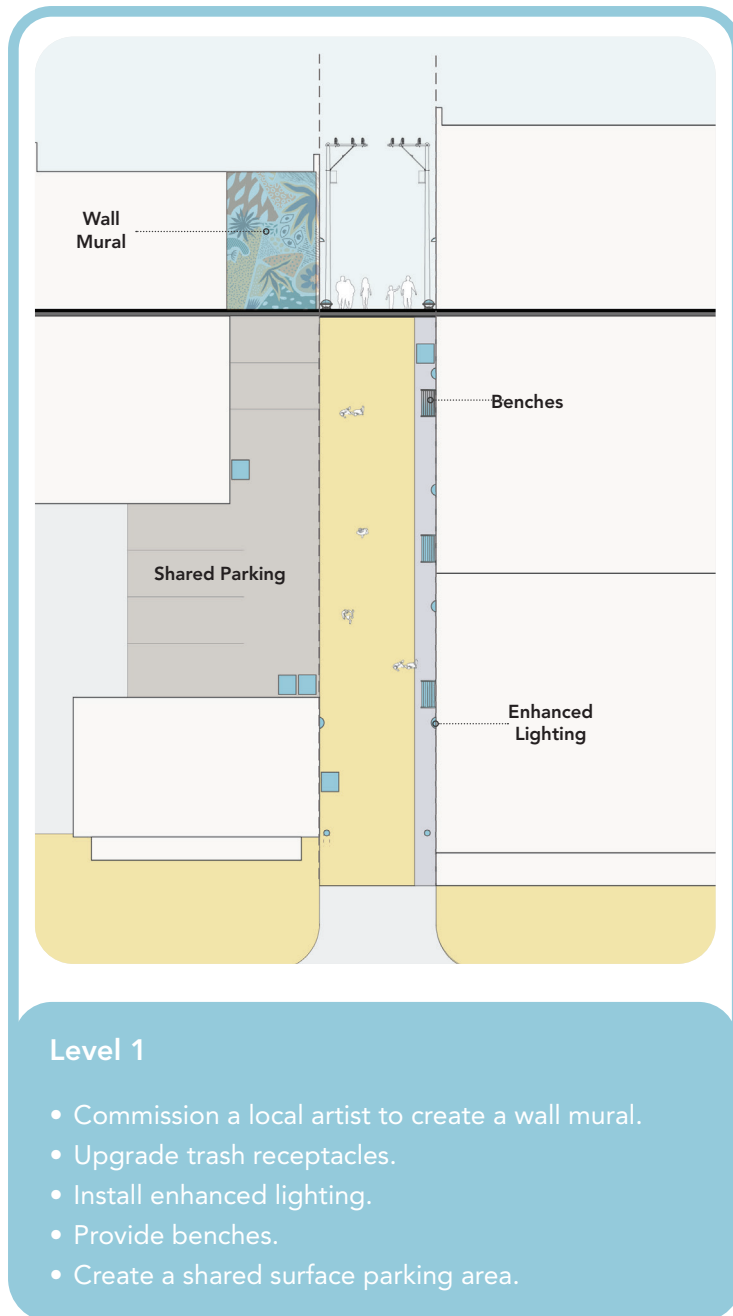 Wall
Mural
Benches
Shared Parking
Enhanced
Lighting
Level 1
• Commission a local artist to create a wall mural.
• Upgrade trash receptacles.
• Install enhanced lighting.
• Provide benches.
• Create a shared surface parking area.